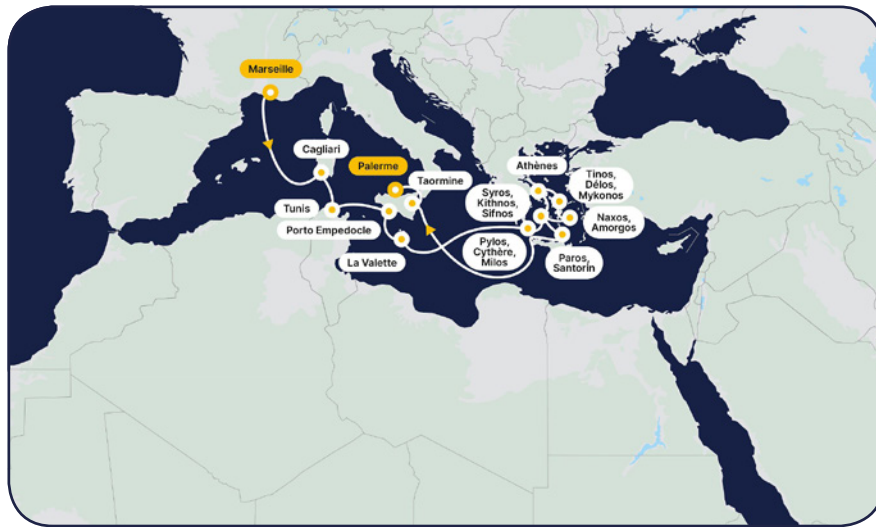 Marseille
Cagliari
Palerme
Taormine
Athènes
Tinos,
Délos,
Mykonos
Syros,
Kithnos,
Sifnos
Tunis
Porto Empedocle
Naxos,
Amorgos
Pylos,
Cythère,
Milos
Paros,
Santorin
La Valette